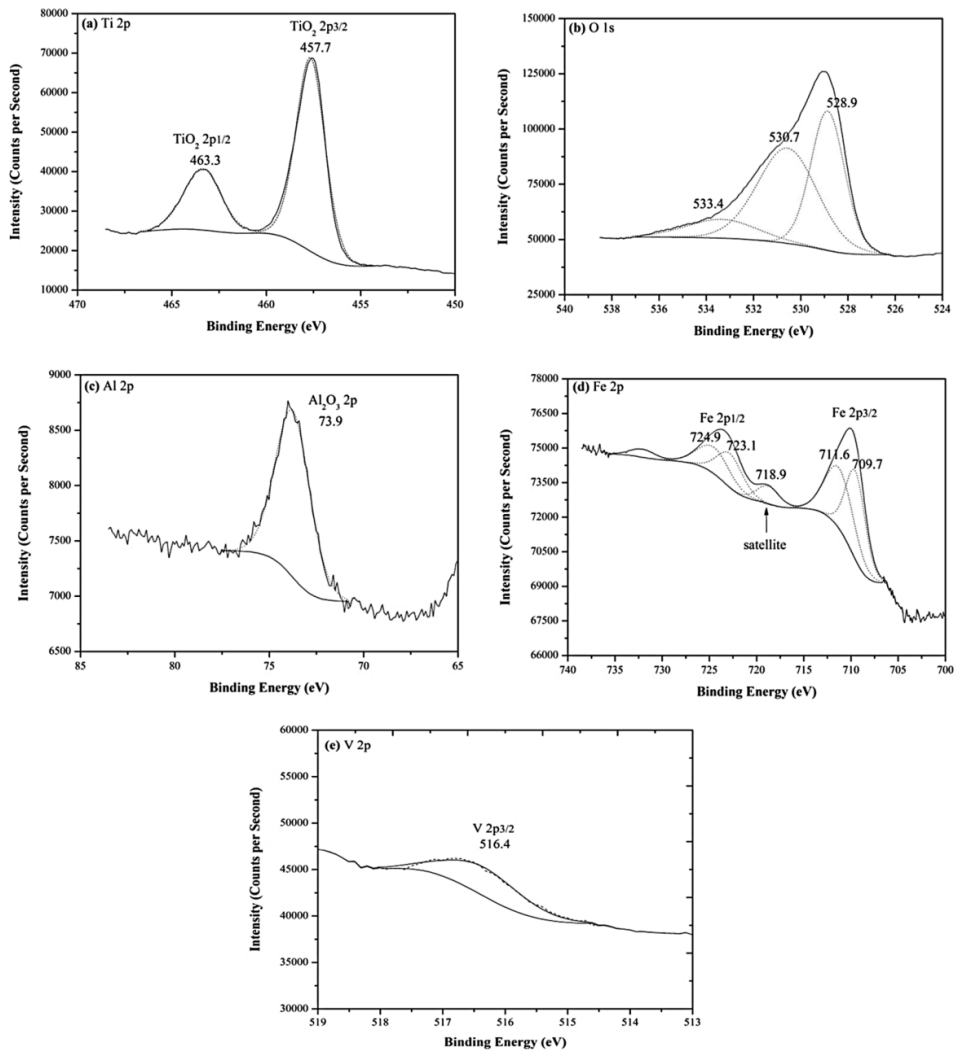 (a) Ti 2p
TiO2 2p3/2
457.7
TiO2 2p1/2
463.3
80000
70000
60000
50000
40000
30000
20000
10000
Intensity (Counts per Second)
470 465 460 455 450
Binding Energy (eV)
(b) O 1s
528.9
530.7
533.4
150000
125000
100000
75000
50000
25000
Intensity (Counts per Second)
540 538 536 534 532 530 528 526 524
Binding Energy (eV)
(c) Al 2p
Al2O3 2p
73.9
9000
8500
8000
7500
7000
6500
Intensity (Counts per Second)
85 80 75 70 65
Binding Energy (eV)
(d) Fe 2p
Fe 2p1/2
Fe 2p3/2
724.9
723.1
718.9
711.6
709.7
satellite
78000
76500
75000
73500
72000
70500
69000
67500
66000
Intensity (Counts per Second)
740 735 730 725 720 715 710 705 700
Binding Energy (eV)
(e) V 2p
V 2p3/2
516.4
60000
55000
50000
45000
40000
35000
30000
Intensity (Counts per Second)
519 518 517 516 515 514 513
Binding Energy (eV)